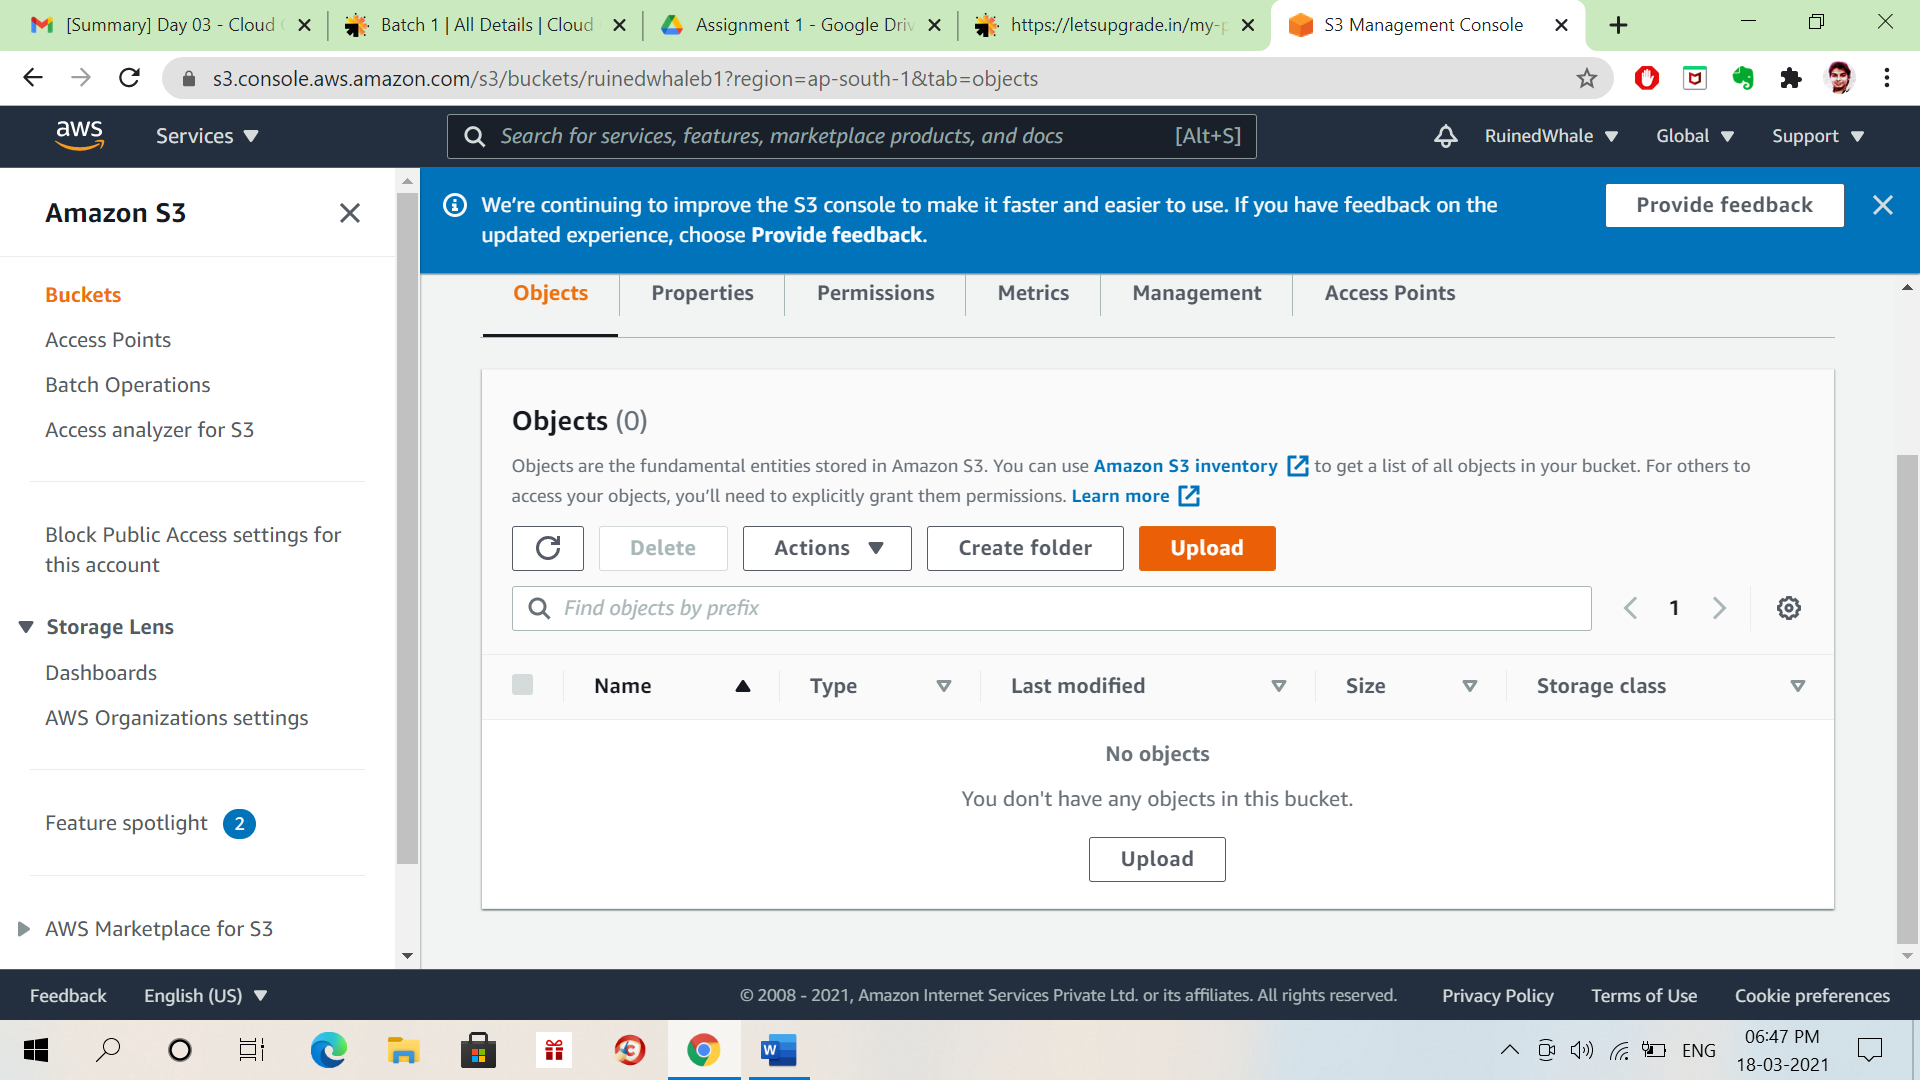 [Summary] Day 03 - Cloud
Batch 1 | All Details | Cloud
Assignment 1 - Google Driv
https://letsupgrade.in/my-p
S3 Management Console
s3.console.aws.amazon.com/s3/buckets/ruinedwhaleb1?region=ap-south-1&tab=objects
aws
Services
Search for services, features, marketplace products, and docs
[Alt+S]
RuinedWhale
Global
Support
Amazon S3
Buckets
Access Points
Batch Operations
Access analyzer for S3
Block Public Access settings for
this account
Storage Lens
Dashboards
AWS Organizations settings
Feature spotlight 2
AWS Marketplace for S3
We're continuing to improve the S3 console to make it faster and easier to use. If you have feedback on the
updated experience, choose Provide feedback.
Provide feedback
Objects
Properties
Permissions
Metrics
Management
Access Points
Objects (0)
Objects are the fundamental entities stored in Amazon S3. You can use Amazon S3 inventory to get a list of all objects in your bucket. For others to
access your objects, you'll need to explicitly grant them permissions. Learn more
Delete
Actions
Create folder
Upload
Find objects by prefix
1
Name
Type
Last modified
Size
Storage class
No objects
You don't have any objects in this bucket.
Upload
Feedback
English (US)
© 2008 - 2021, Amazon Internet Services Private Ltd. or its affiliates. All rights reserved.
Privacy Policy
Terms of Use
Cookie preferences
W
ENG
06:47 PM
18-03-2021